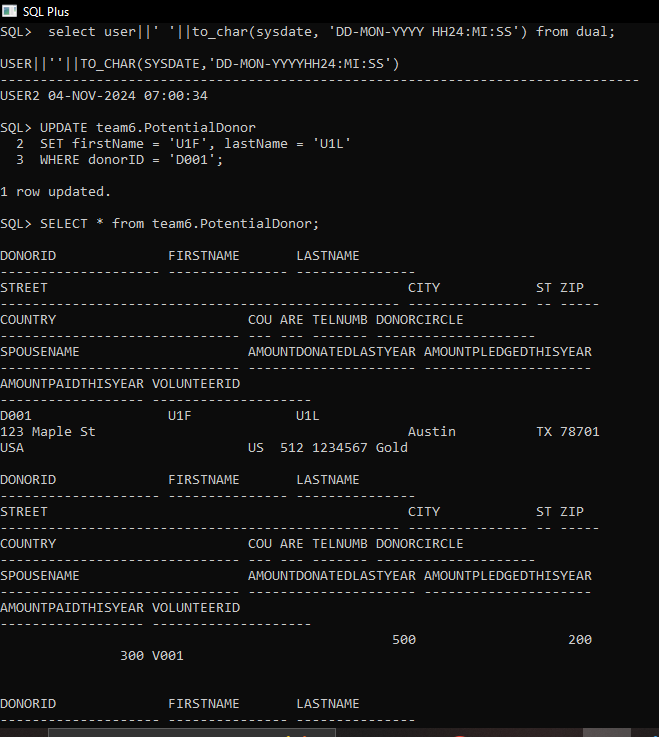 SQL Plus
SQL>  select user||' '||to_char(sysdate, 'DD-MON-YYYY HH24:MI:SS') from dual;
USER||''||TO_CHAR(SYSDATE,'DD-MON-YYYYHH24:MI:SS')
--------------------------------------------------------------------------------
USER2 04-NOV-2024 07:00:34
SQL> UPDATE team6.PotentialDonor
  2  SET firstName = 'U1F', lastName = 'U1L'
  3  WHERE donorID = 'D001';
1 row updated.
SQL> SELECT * from team6.PotentialDonor;
DONORID              FIRSTNAME       LASTNAME
-------------------- --------------- ---------------
STREET                                             CITY            ST ZIP
-------------------------------------------------- --------------- -- -----
COUNTRY                        COU ARE TELNUMB DONORCIRCLE
------------------------------ --- --- ------- --------------------
SPOUSENAME                     AMOUNTDONATEDLASTYEAR AMOUNTPLEDGEDTHISYEAR
------------------------------ --------------------- ---------------------
AMOUNTPAIDTHISYEAR VOLUNTEERID
------------------ --------------------
D001                 U1F             U1L
123 Maple St                                       Austin          TX 78701
USA                            US  512 1234567 Gold
DONORID              FIRSTNAME       LASTNAME
-------------------- --------------- ---------------
STREET                                             CITY            ST ZIP
-------------------------------------------------- --------------- -- -----
COUNTRY                        COU ARE TELNUMB DONORCIRCLE
------------------------------ --- --- ------- --------------------
SPOUSENAME                     AMOUNTDONATEDLASTYEAR AMOUNTPLEDGEDTHISYEAR
------------------------------ --------------------- ---------------------
AMOUNTPAIDTHISYEAR VOLUNTEERID
------------------ --------------------
                                                 500                   200
               300 V001
DONORID              FIRSTNAME       LASTNAME
-------------------- --------------- ---------------